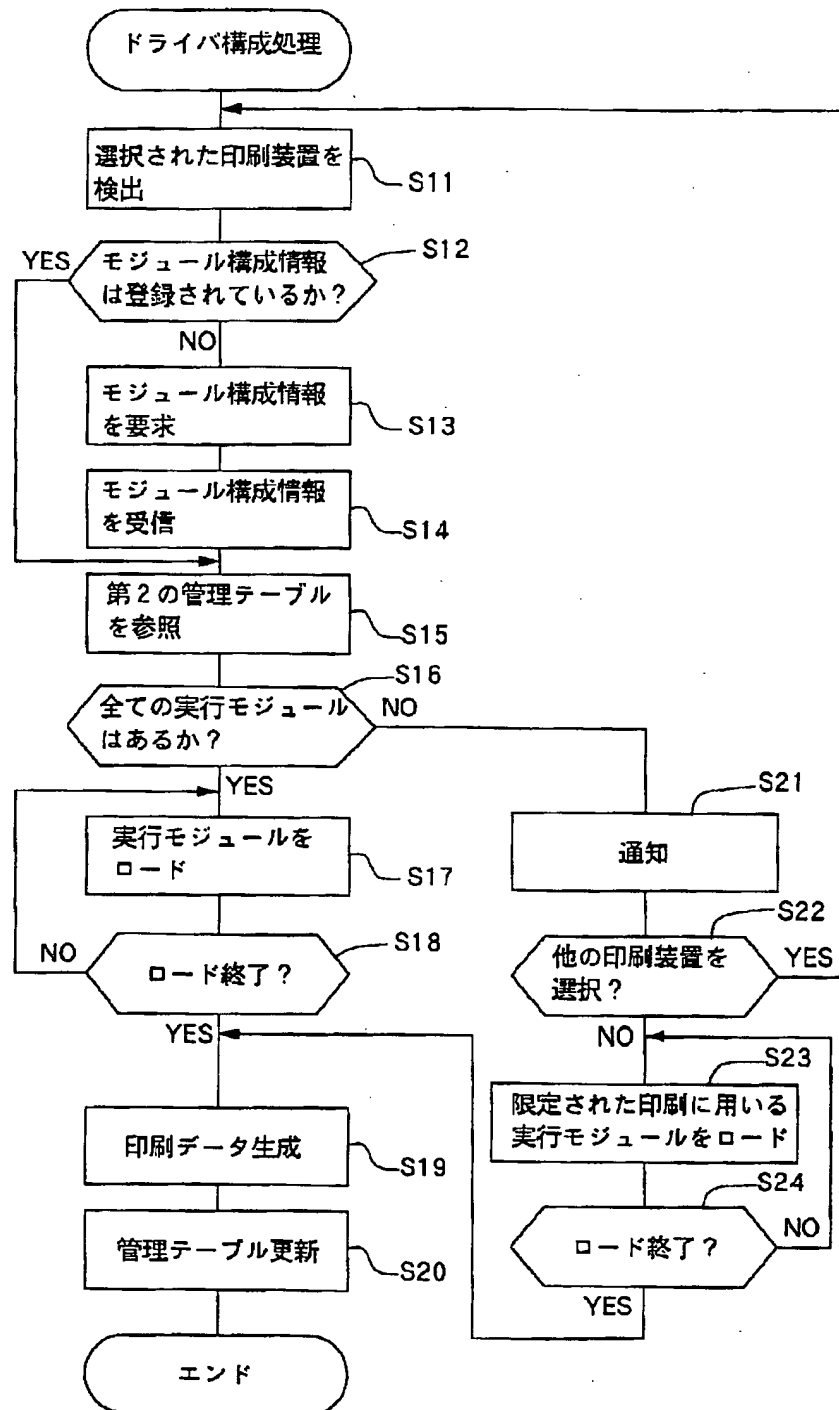 ドライバ構成処理
選択された印刷装置を
検出
S11
モジュール構成情報
は登録されているか？
S12
YES
NO
モジュール構成情報
を要求
S13
モジュール構成情報
を受信
S14
第２の管理テーブル
を参照
S15
全ての実行モジュール
はあるか？
S16
NO
YES
実行モジュールを
ロード
S17
ロード終了？
S18
NO
YES
印刷データ生成
S19
管理テーブル更新
S20
エンド
通知
S21
他の印刷装置を
選択？
S22
YES
NO
限定された印刷に用いる
実行モジュールをロード
S23
ロード終了？
S24
NO
YES